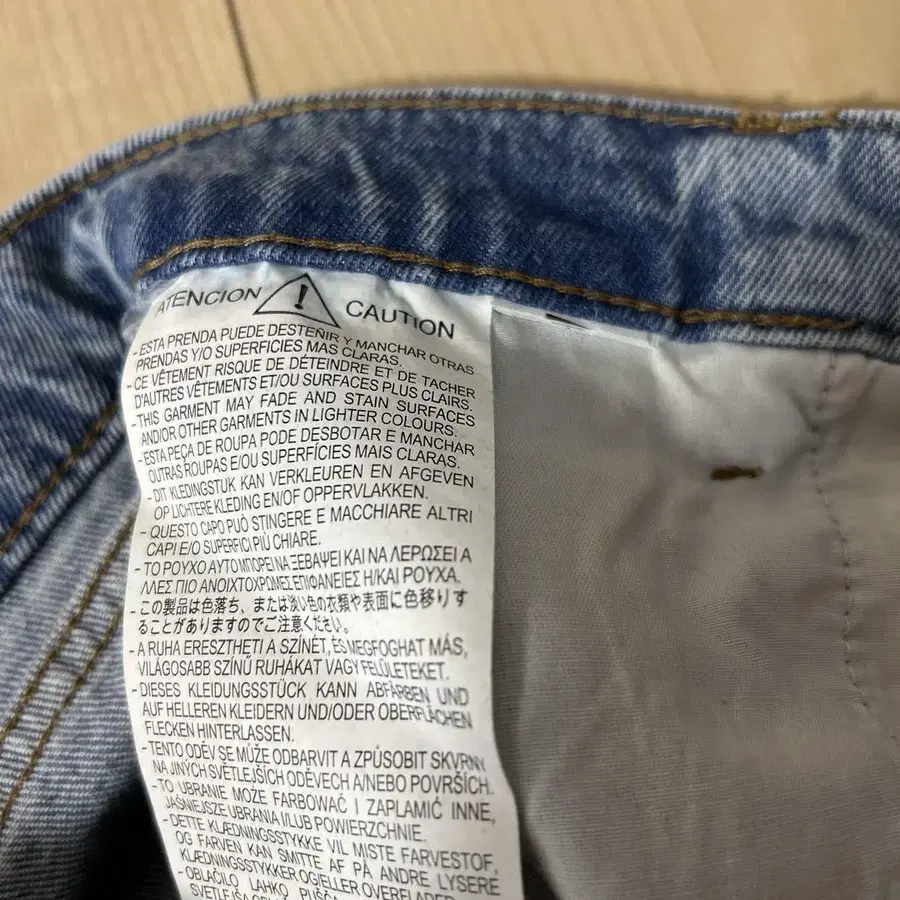 ATENCION ! CAUTION
- ESTA PRENDA PUEDE DESTEÑIR Y MANCHAR OTRAS
PRENDAS Y/O SUPERFICIES MAS CLARAS.
- CE VÊTEMENT RISQUE DE DÉTEINDRE ET DE TACHER
D'AUTRES VÊTEMENTS ET/OU SURFACES PLUS CLAIRS.
- THIS GARMENT MAY FADE AND STAIN SURFACES
AND/OR OTHER GARMENTS IN LIGHTER COLOURS.
- ESTA PEÇA DE ROUPA PODE DESBOTAR E MANCHAR
OUTRAS ROUPAS E/OU SUPERFÍCIES MAIS CLARAS.
- DIT KLEDINGSTUK KAN VERKLEUREN EN AFGEVEN
OP LICHTERE KLEDING EN/OF OPPERVLAKKEN.
- QUESTO CAPO PUÒ STINGERE E MACCHIARE ALTRI
CAPI E/O SUPERFICI PIÙ CHIARE.
- ΤΟ ΡΟΥΧΟ ΑΥΤΟ ΜΠΟΡΕΙ ΝΑ ΞΕΒΑΨΕΙ ΚΑΙ ΝΑ ΛΕΡΩΣΕΙ Α
ΛΛΕΣ ΠΙΟ ΑΝΟΙΧΤΟΧΡΩΜΕΣ ΕΠΙΦΑΝΕΙΕΣ Η/ΚΑΙ ΡΟΥΧΑ.
- この製品は色落ち、または淡い色の衣類や表面に色移りす
ることがありますのでご注意ください。
- A RUHA ERESZTHETI A SZÍNÉT, ÉS MEGFOGHAT MÁS,
VILÁGOSABB SZÍNŰ RUHÁKAT VAGY FELÜLETEKET.
- DIESES KLEIDUNGSSTÜCK KANN ABFÄRBEN UND
AUF HELLEREN KLEIDERN UND/ODER OBERFLÄCHEN
FLECKEN HINTERLASSEN.
- TENTO ODĚV SE MŮŽE ODBARVIT A ZPŮSOBIT SKVRNY
NA JINÝCH SVĚTLEJŠÍCH ODĚVECH A/NEBO POVRŠÍCH.
- TO UBRANIE MOŻE FARBOWAĆ I ZAPLAMIĆ INNE,
JAŚNIEJSZE UBRANIA I/LUB POWIERZCHNIE.
- DETTE KLÆDNINGSSTYKKE VIL MISTE FARVESTOF,
OG FARVEN KAN SMITTE AF PÅ ANDRE LYSERE
KLÆDNINGSSTYKKER OG/ELLER OVERFLADER
- OBLAČILO LAHKO PUŠČA